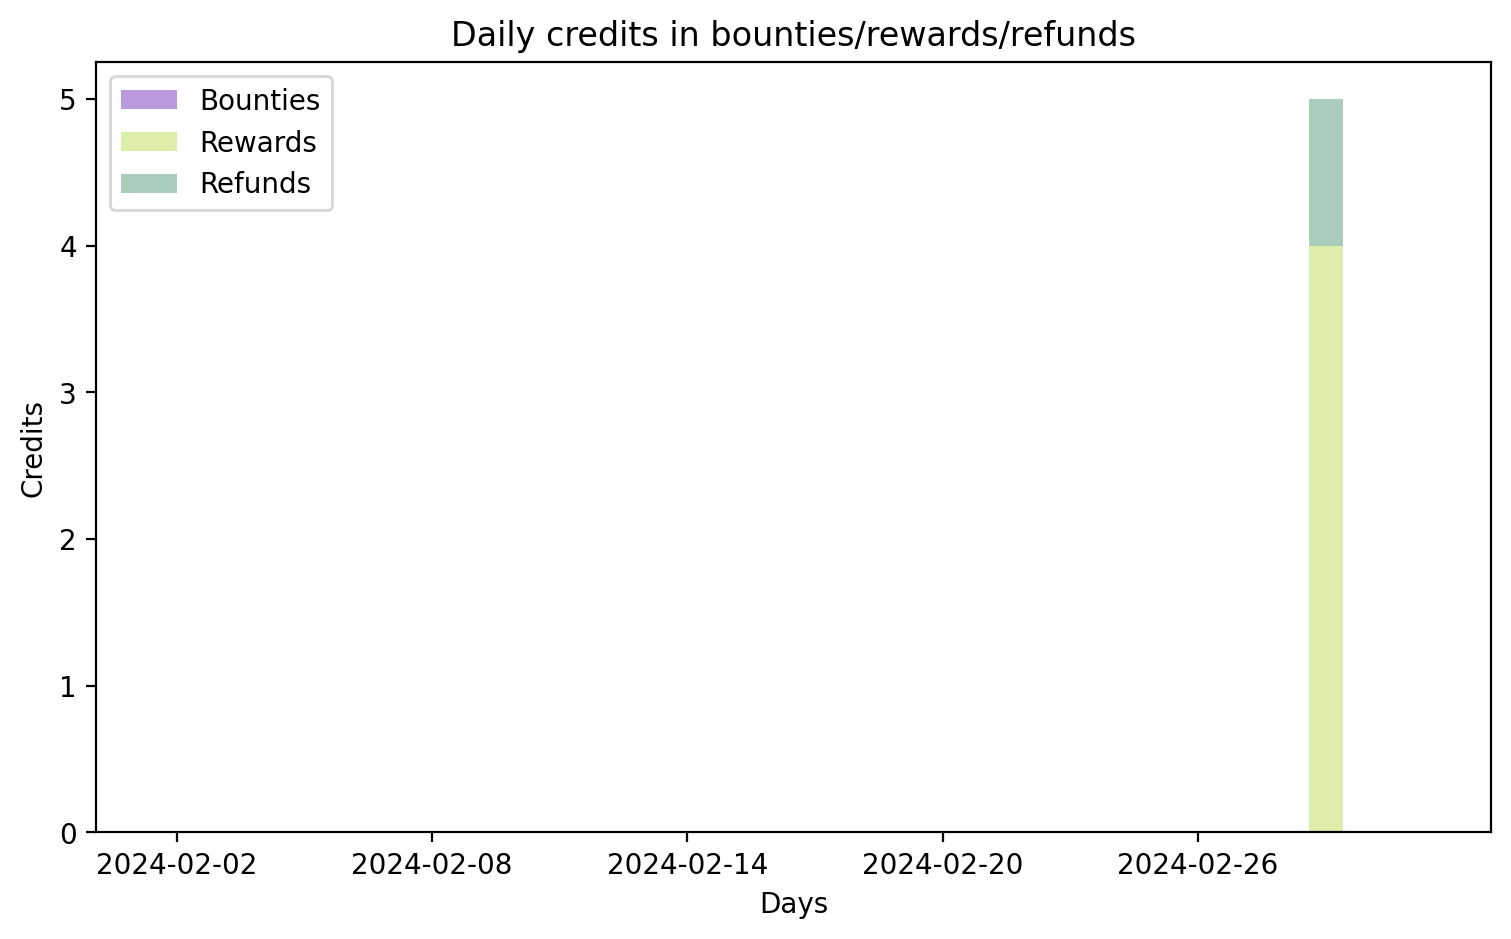 Daily credits in bounties/rewards/refunds
Bounties
Rewards
Refunds
5
4
3
2
1
0
Credits
2024-02-02 2024-02-08 2024-02-14 2024-02-20 2024-02-26
Days